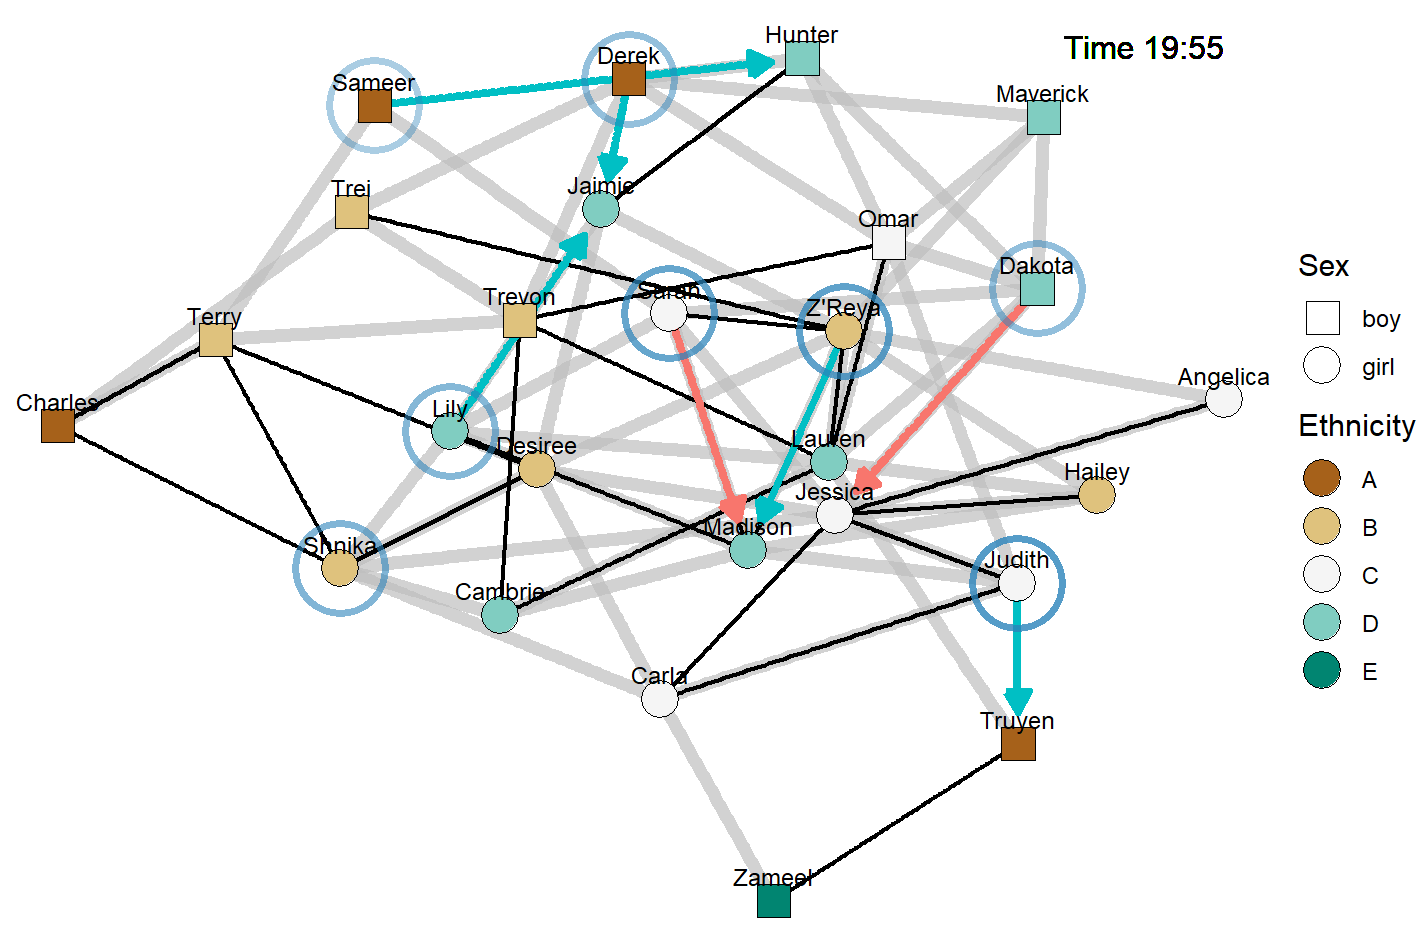 Time 19:55
Hunter
Derek
Sameer
Maverick
Trei
Jaimie
Omar
Dakota
Sarah
Trevon
Z'Reya
Terry
Angelica
Charles
Lily
Lauren
Desiree
Hailey
Jessica
Madison
Shnika
Judith
Cambrie
Carla
Truyen
Zameel
Sex
boy
girl
Ethnicity
A
B
C
D
E